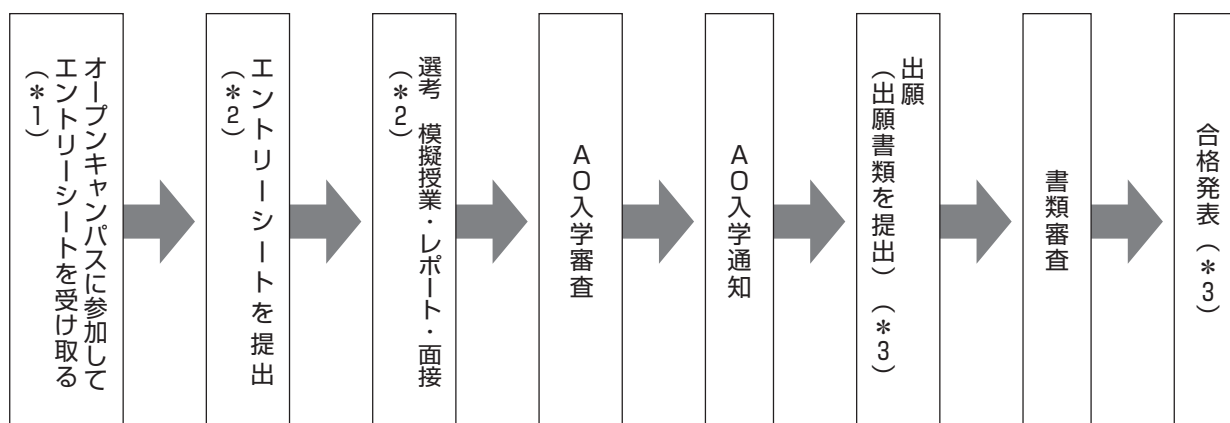 オープンキャンパスに参加して
エントリーシートを受け取る
(*1)
エントリーシートを提出
(*2)
選考 模擬授業・レポート・面接
(*2)
AO入学審査
AO入学通知
出願
(出願書類を提出)(*3)
書類審査
合格発表(*3)